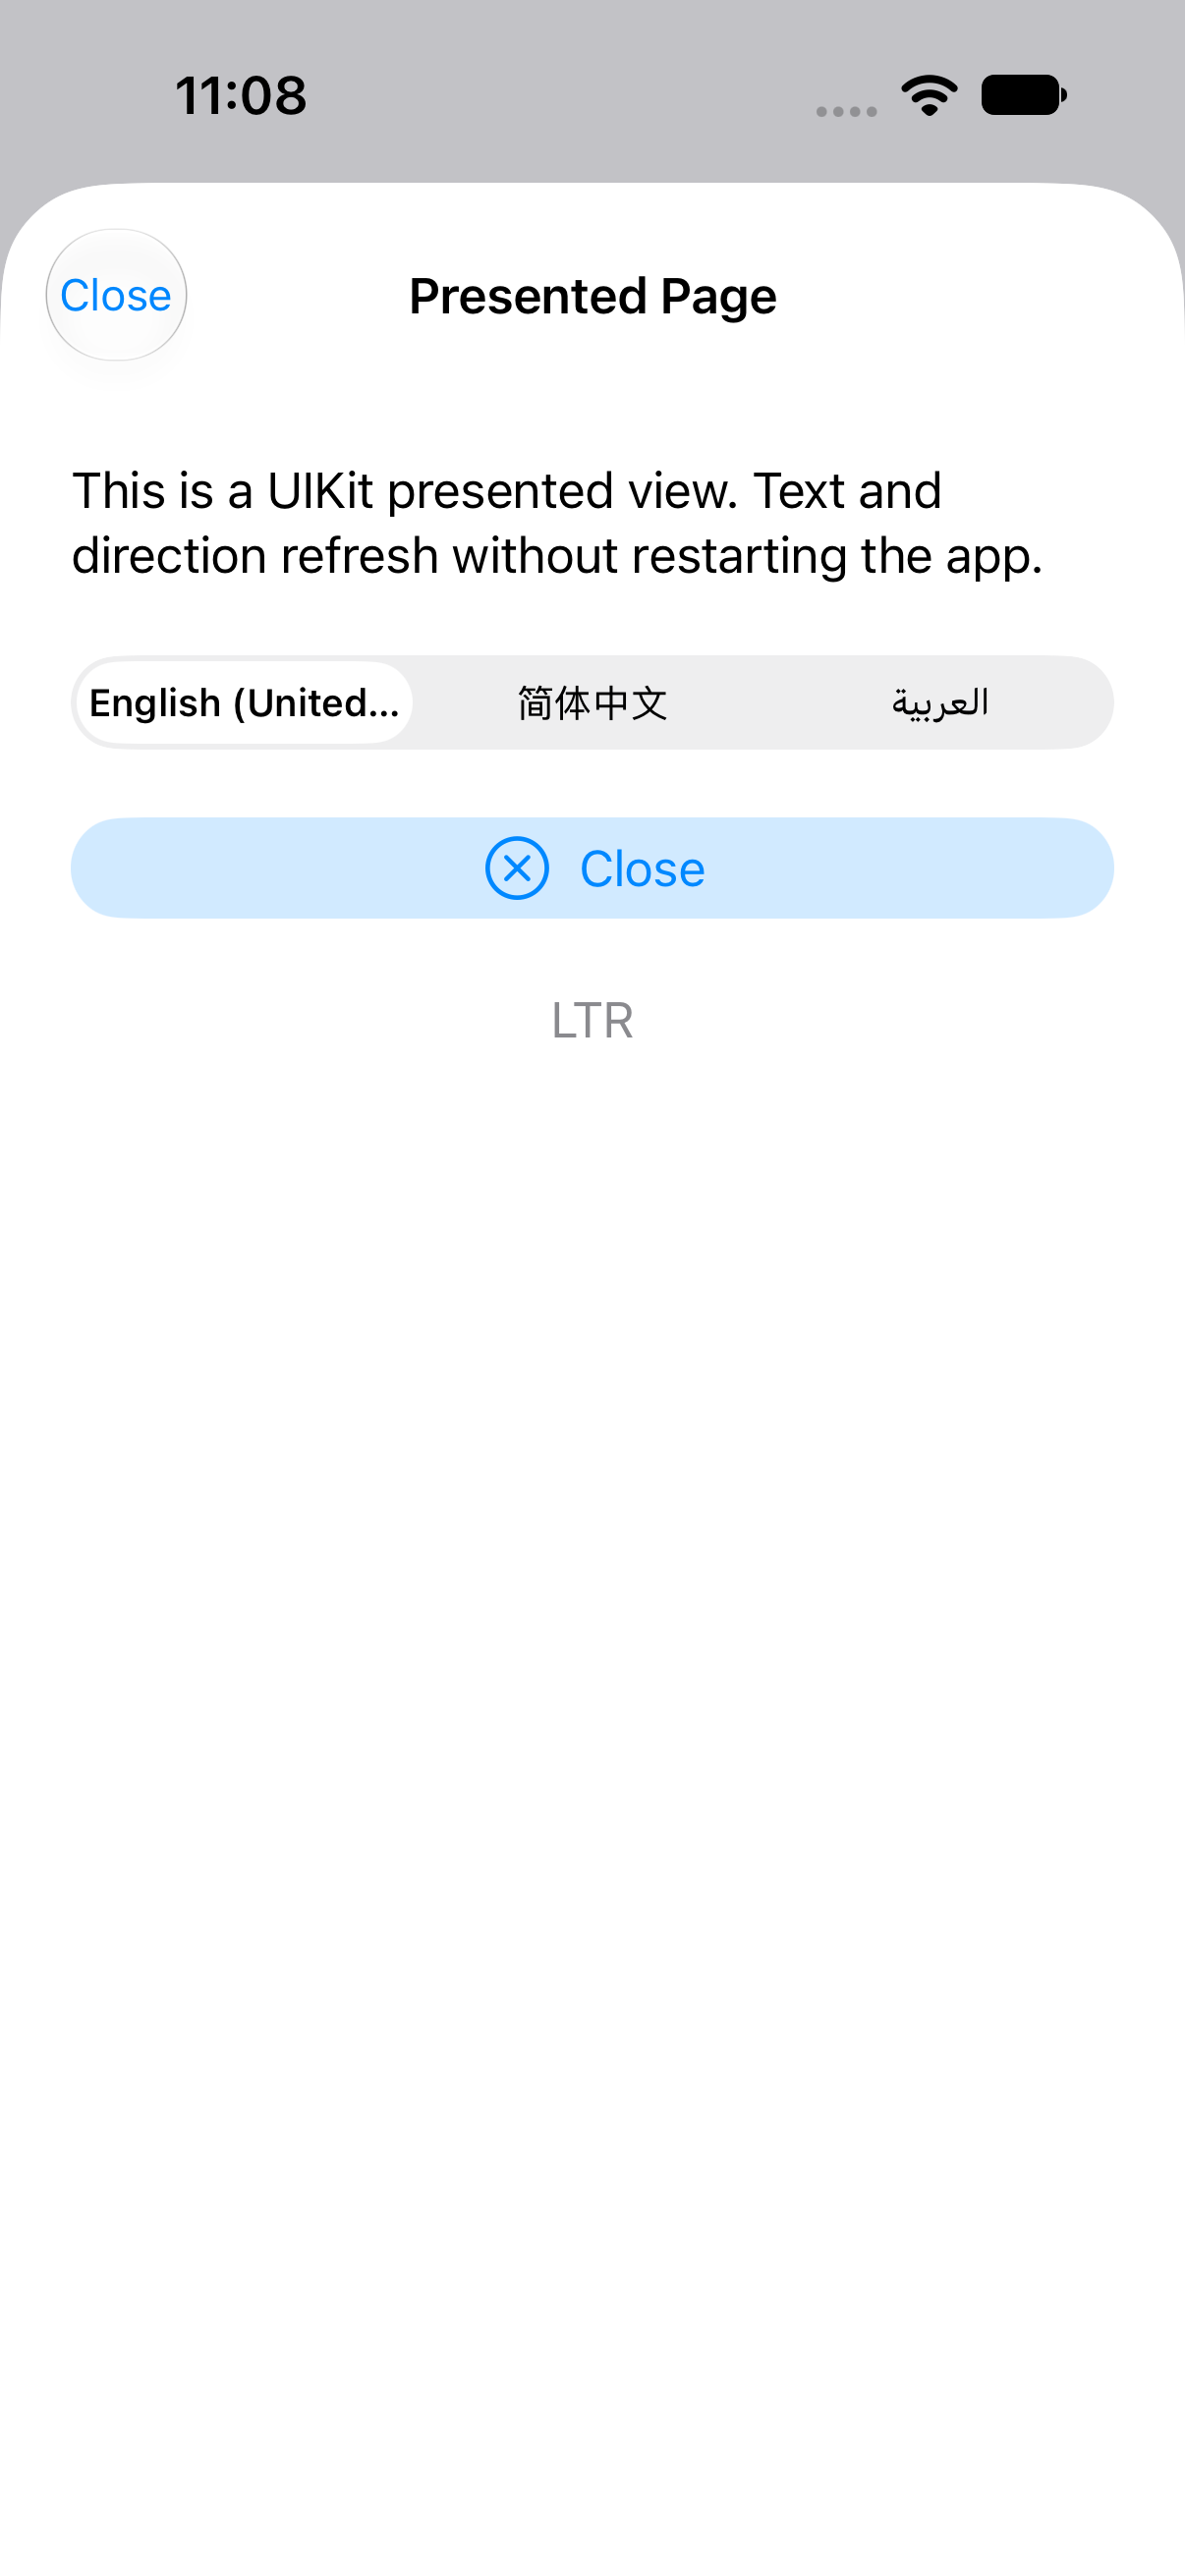 11:08
Close
Presented Page
This is a UIKit presented view. Text and
direction refresh without restarting the app.
English (United...
简体中文
العربية
Close
LTR